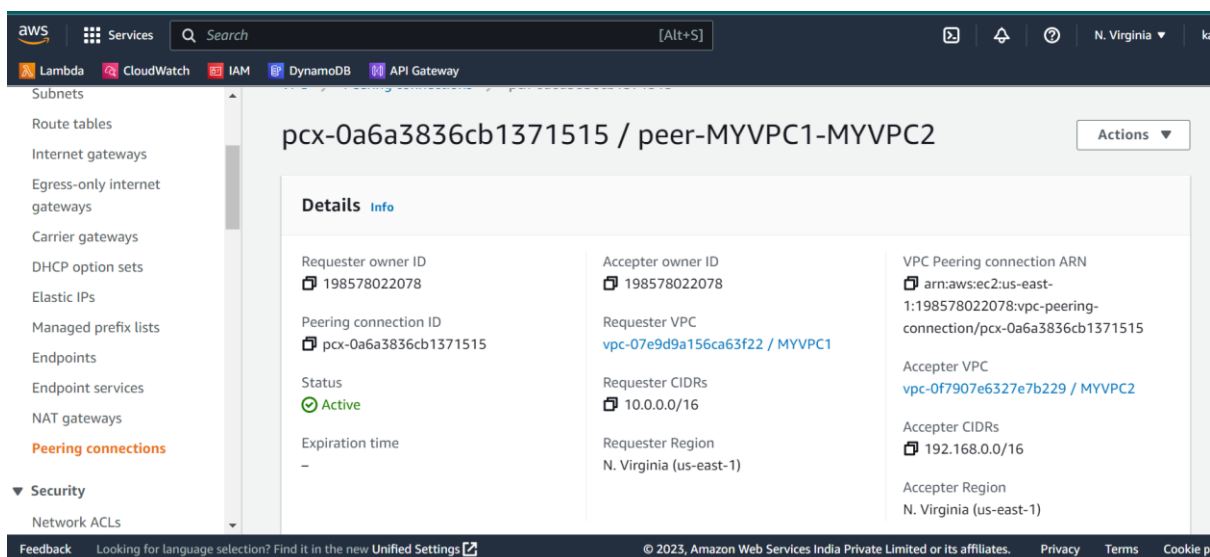 aws
Services
Search
[Alt+S]
N. Virginia ▼
Lambda
CloudWatch
IAM
DynamoDB
API Gateway
Subnets
Route tables
Internet gateways
Egress-only internet
gateways
Carrier gateways
DHCP option sets
Elastic IPs
Managed prefix lists
Endpoints
Endpoint services
NAT gateways
Peering connections
▼ Security
Network ACLs
pcx-0a6a3836cb1371515 / peer-MYVPC1-MYVPC2
Actions ▼
Details Info
Requester owner ID
198578022078
Peering connection ID
pcx-0a6a3836cb1371515
Status
Active
Expiration time
–
Accepter owner ID
198578022078
Requester VPC
vpc-07e9d9a156ca63f22 / MYVPC1
Requester CIDRs
10.0.0.0/16
Requester Region
N. Virginia (us-east-1)
VPC Peering connection ARN
arn:aws:ec2:us-east-
1:198578022078:vpc-peering-
connection/pcx-0a6a3836cb1371515
Accepter VPC
vpc-0f7907e6327e7b229 / MYVPC2
Accepter CIDRs
192.168.0.0/16
Accepter Region
N. Virginia (us-east-1)
Feedback
Looking for language selection? Find it in the new Unified Settings
© 2023, Amazon Web Services India Private Limited or its affiliates.
Privacy
Terms
Cookie p